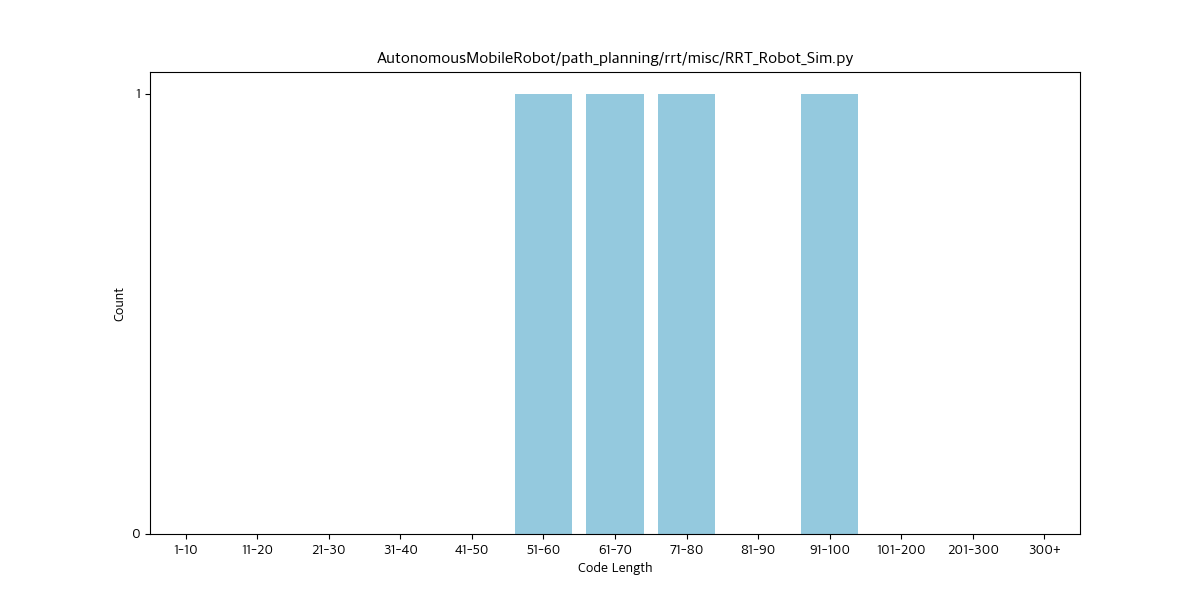 AutonomousMobileRobot/path_planning/rrt/misc/RRT_Robot_Sim.py
1
Count
0
1-10 11-20 21-30 31-40 41-50 51-60 61-70 71-80 81-90 91-100 101-200 201-300 300+
Code Length